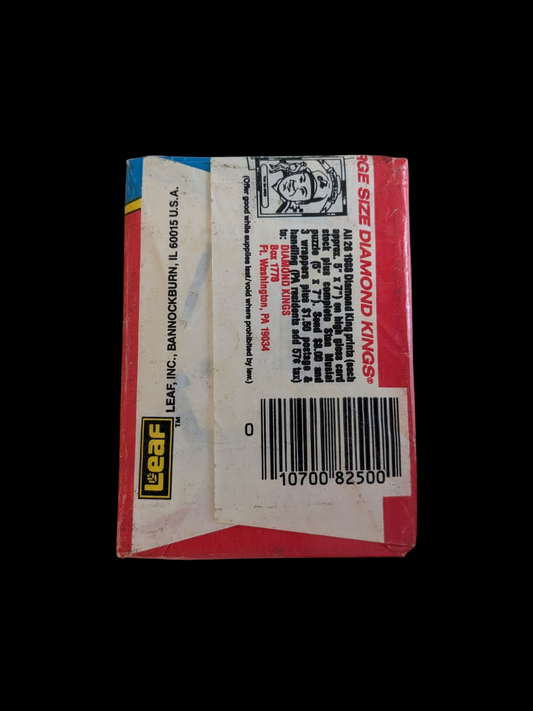 RGE SIZE DIAMOND KINGS®
All 26 1988 Diamond King prints (each
approx. 5" x 7") on high gloss card
stock plus complete Stan Musial
puzzle (5" x 7"). Send $8.00 and
3 wrappers plus $1.50 postage &
handling (PA residents add 57¢ tax)
to: DIAMOND KINGS
Box 1776
Ft. Washington, PA 19034
(Offer good while supplies last/void where prohibited by law.)
0
10700 82500
Leaf ™
LEAF, INC., BANNOCKBURN, IL 60015 U.S.A.